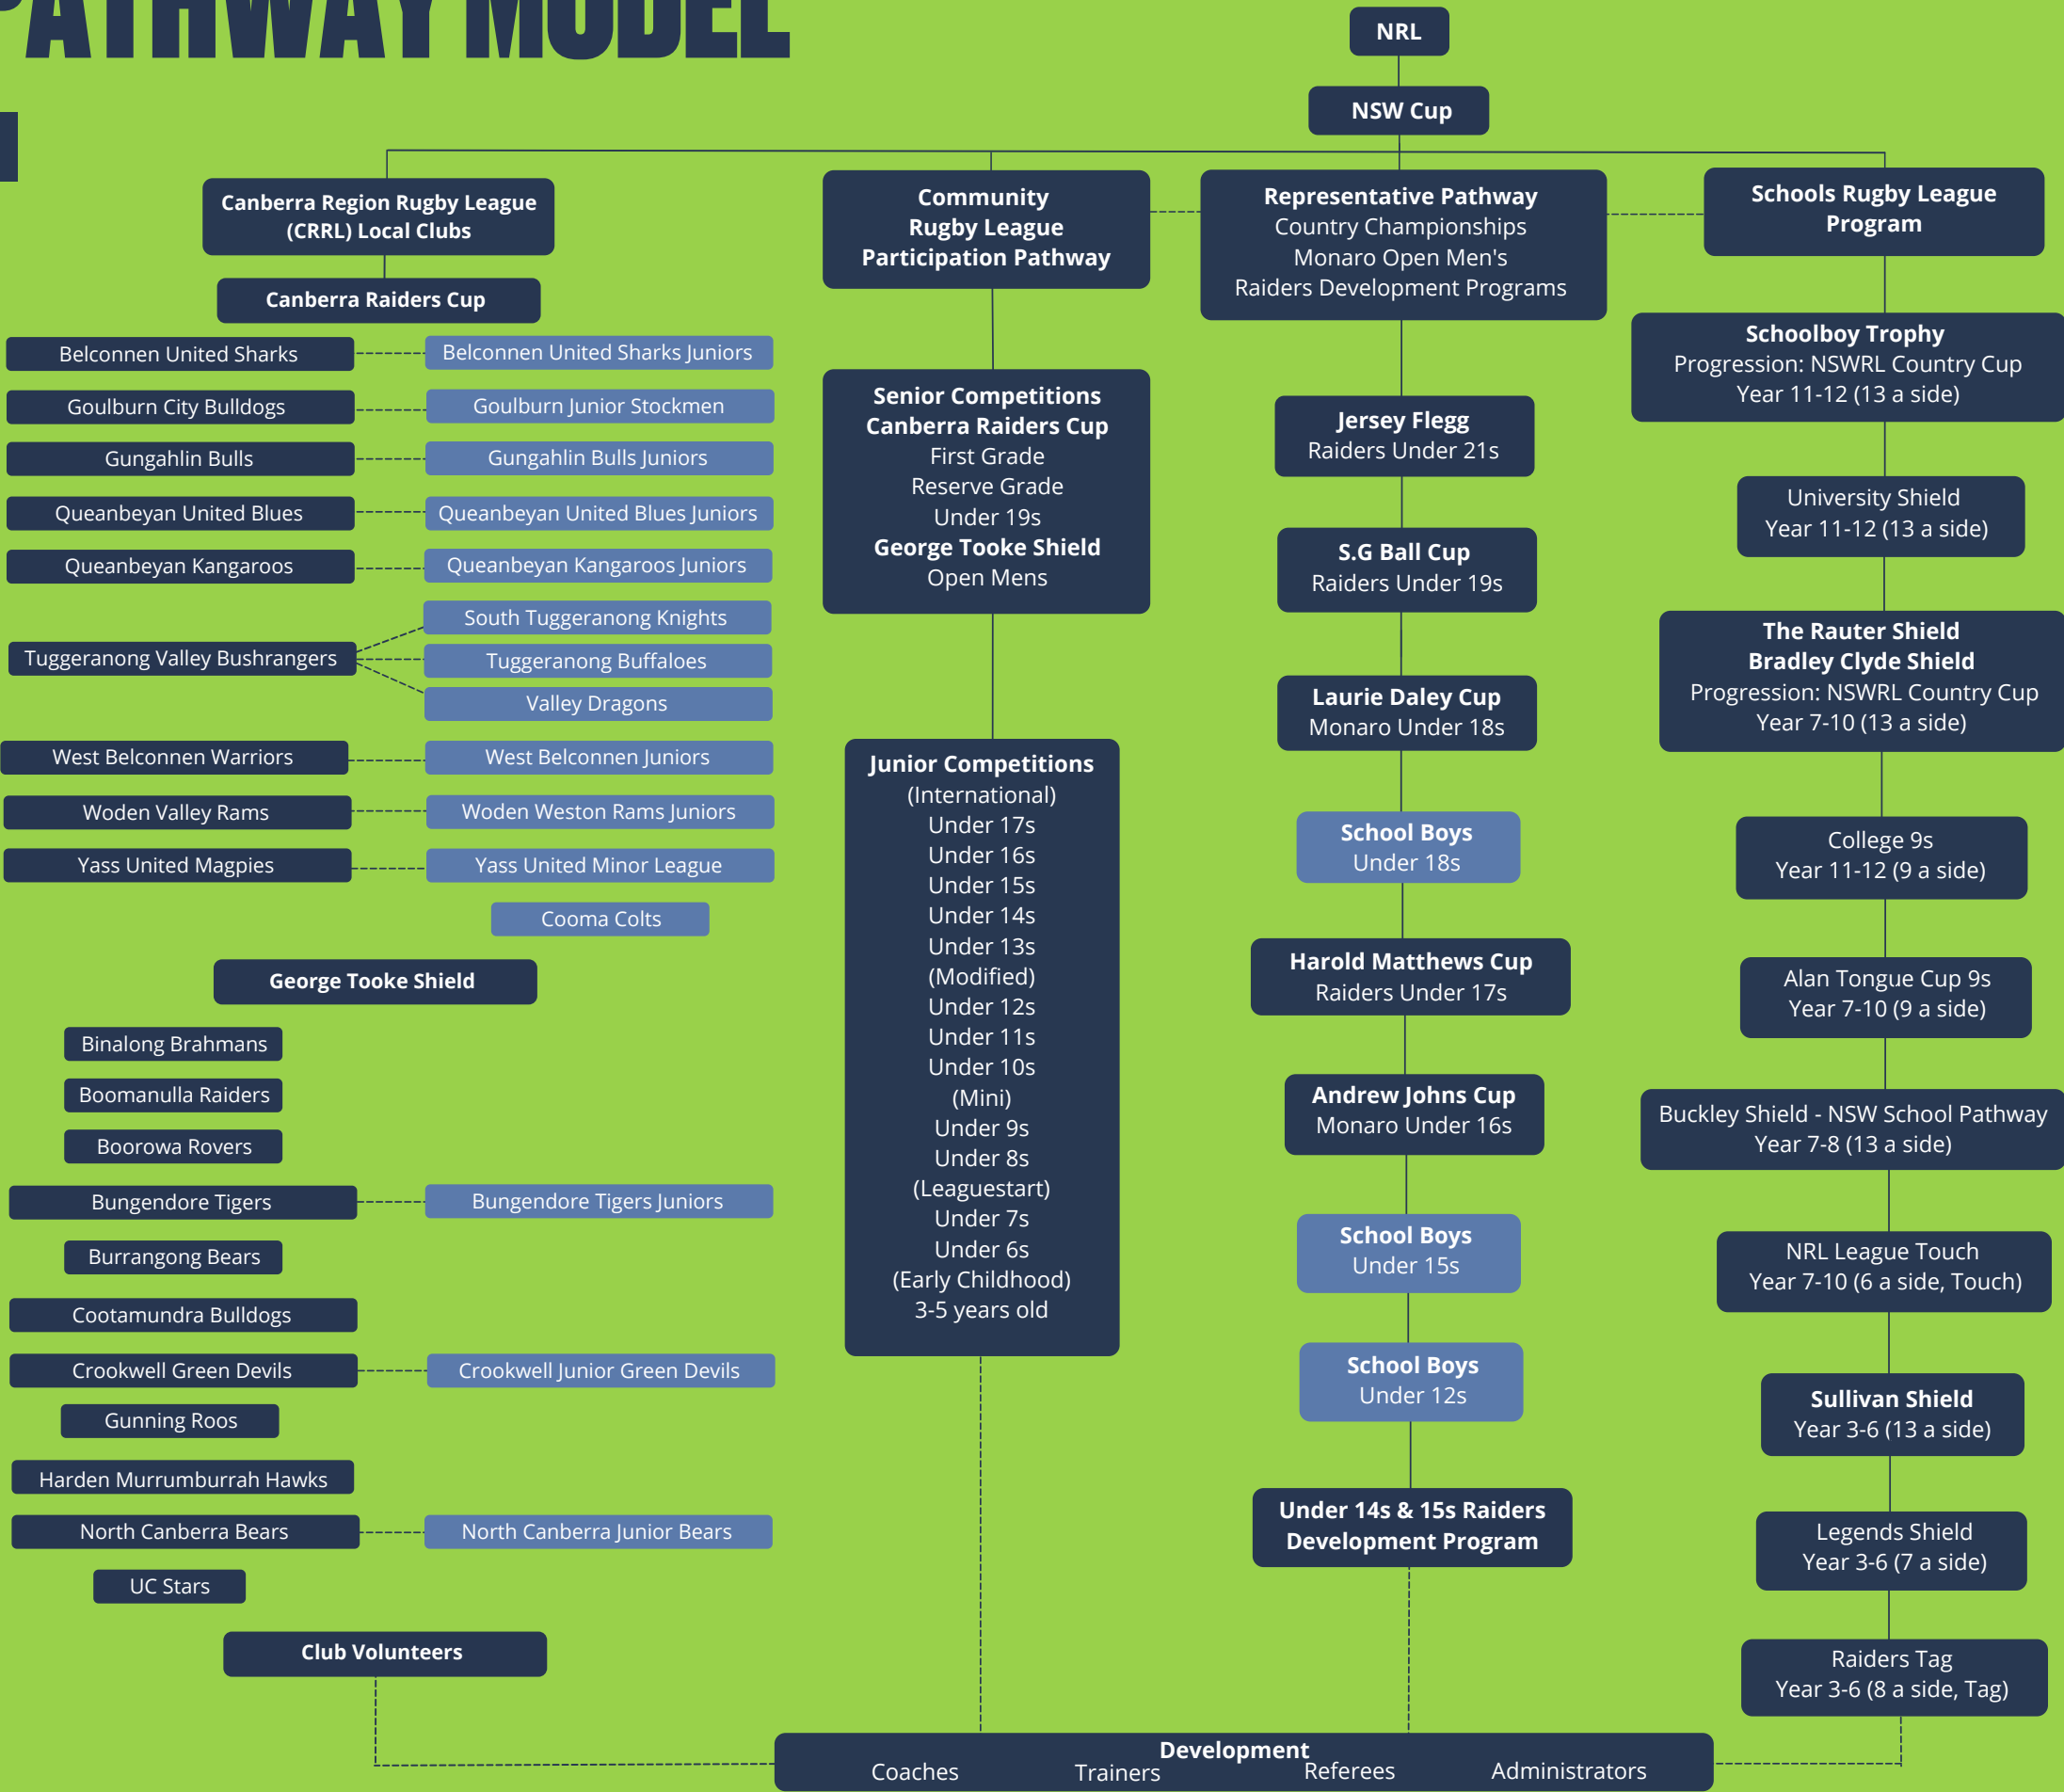 PATHWAY MODEL
NRL
NSW Cup
Canberra Region Rugby League
(CRRL) Local Clubs
Canberra Raiders Cup
Belconnen United Sharks
Belconnen United Sharks Juniors
Goulburn City Bulldogs
Goulburn Junior Stockmen
Gungahlin Bulls
Gungahlin Bulls Juniors
Queanbeyan United Blues
Queanbeyan United Blues Juniors
Queanbeyan Kangaroos
Queanbeyan Kangaroos Juniors
Tuggeranong Valley Bushrangers
South Tuggeranong Knights
Tuggeranong Buffaloes
Valley Dragons
West Belconnen Warriors
West Belconnen Juniors
Woden Valley Rams
Woden Weston Rams Juniors
Yass United Magpies
Yass United Minor League
Cooma Colts
George Tooke Shield
Binalong Brahmans
Boomanulla Raiders
Boorowa Rovers
Bungendore Tigers
Bungendore Tigers Juniors
Burrangong Bears
Cootamundra Bulldogs
Crookwell Green Devils
Crookwell Junior Green Devils
Gunning Roos
Harden Murrumburrah Hawks
North Canberra Bears
North Canberra Junior Bears
UC Stars
Club Volunteers
Community
Rugby League
Participation Pathway
Senior Competitions
Canberra Raiders Cup
First Grade
Reserve Grade
Under 19s
George Tooke Shield
Open Mens
Junior Competitions
(International)
Under 17s
Under 16s
Under 15s
Under 14s
Under 13s
(Modified)
Under 12s
Under 11s
Under 10s
(Mini)
Under 9s
Under 8s
(Leaguestart)
Under 7s
Under 6s
(Early Childhood)
3-5 years old
Representative Pathway
Country Championships
Monaro Open Men's
Raiders Development Programs
Jersey Flegg
Raiders Under 21s
S.G Ball Cup
Raiders Under 19s
Laurie Daley Cup
Monaro Under 18s
School Boys
Under 18s
Harold Matthews Cup
Raiders Under 17s
Andrew Johns Cup
Monaro Under 16s
School Boys
Under 15s
School Boys
Under 12s
Under 14s & 15s Raiders
Development Program
Schools Rugby League
Program
Schoolboy Trophy
Progression: NSWRL Country Cup
Year 11-12 (13 a side)
University Shield
Year 11-12 (13 a side)
The Rauter Shield
Bradley Clyde Shield
Progression: NSWRL Country Cup
Year 7-10 (13 a side)
College 9s
Year 11-12 (9 a side)
Alan Tongue Cup 9s
Year 7-10 (9 a side)
Buckley Shield - NSW School Pathway
Year 7-8 (13 a side)
NRL League Touch
Year 7-10 (6 a side, Touch)
Sullivan Shield
Year 3-6 (13 a side)
Legends Shield
Year 3-6 (7 a side)
Raiders Tag
Year 3-6 (8 a side, Tag)
Development
Coaches Trainers Referees Administrators